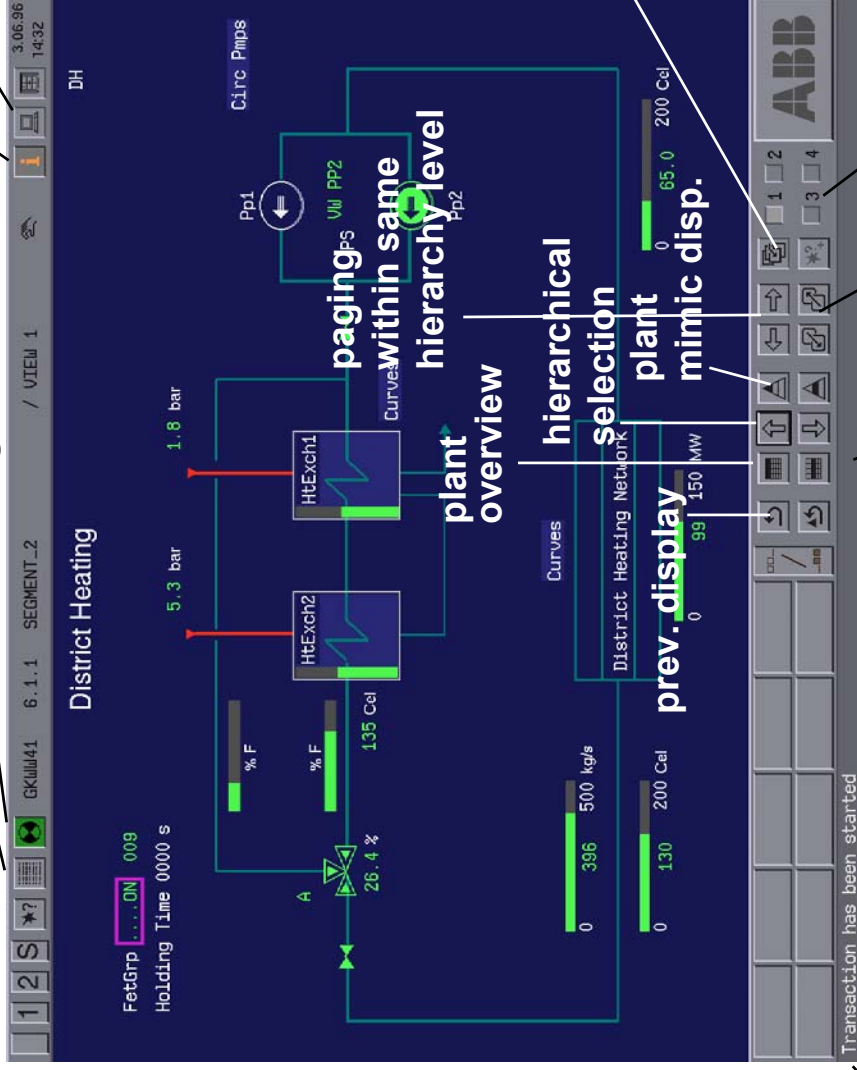 1 2 S *? GKWW41 6.1.1 SEGMENT_2 / VIEW 1 i 3.06.96
14:32
District Heating
DH
FetGrp ....ON 009
Holding Time 0000 s
% F
% F
135 Cel
A
26.4 %
5.3 bar
1.8 bar
HtExch2
HtExch1
Curves
Pp1
VW PP2
PS
Pp2
Circ Pmps
paging
within same
hierarchy level
hierarchical
selection
plant
mimic disp.
plant
overview
prev. display
0 396 500 kg/s
0 130 200 Cel
Curves
District Heating Network
0 99 150 MW
0 65.0 200 Cel
1 2
3 4
ABB
Transaction has been started